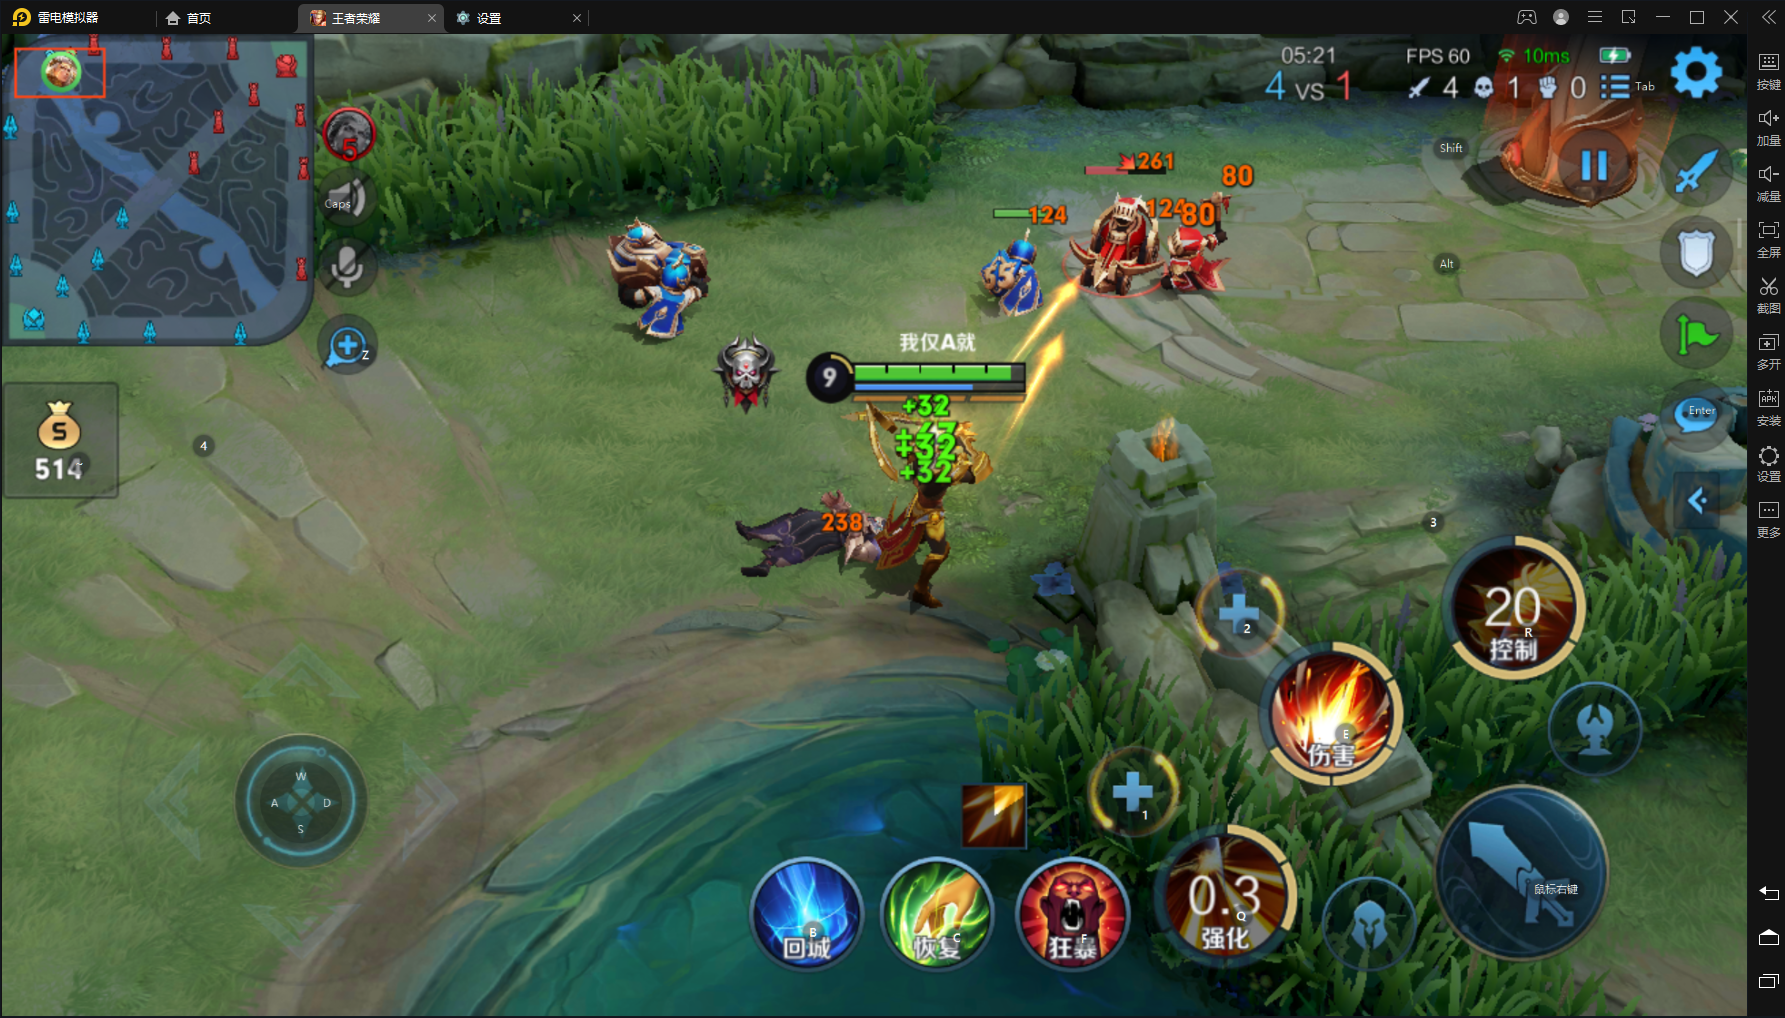 雷电模拟器
首页
王者荣耀
设置
05:21
FPS 60
10ms
4 vs 1
4
1
0
Tab
按键
加量
减量
全屏
截图
多开
安装
APK
设置
更多
5
Caps
Z
Shift
Alt
Enter
261
80
124
124
80
我仅A就
9
+32
+32
+32
238
S
514
4
3
2
1
W
A
D
S
20
R
控制
E
伤害
0.3
Q
强化
鼠标右键
B
回城
C
恢复
F
狂暴